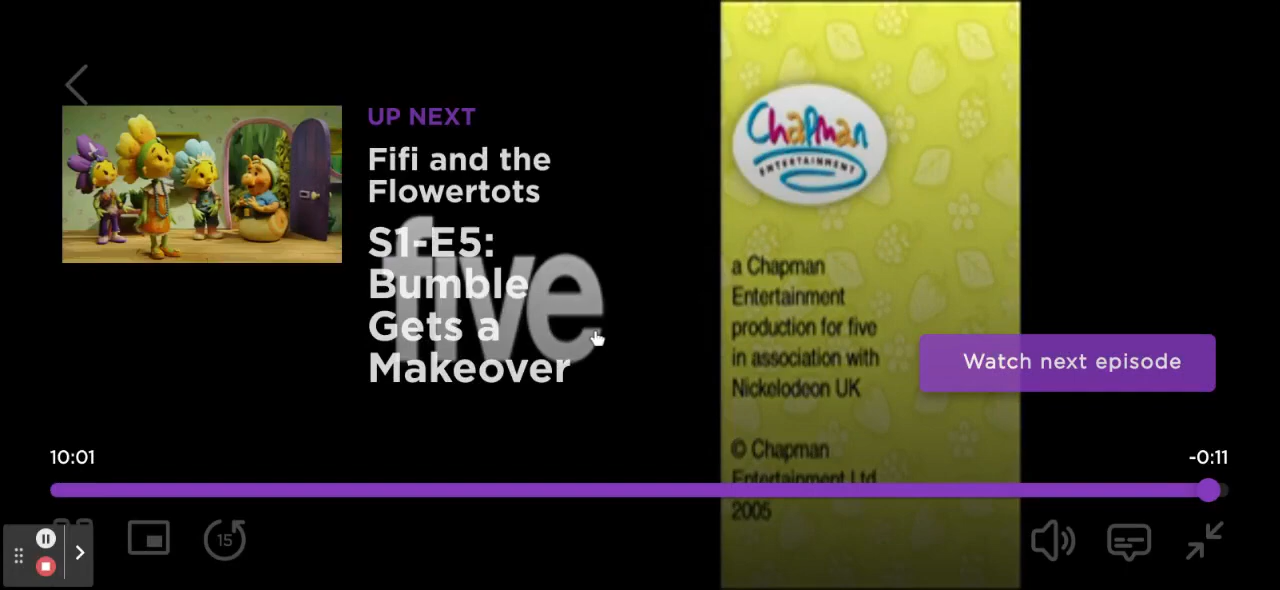 UP NEXT
Fifi and the
Flowertots
S1-E5:
Bumble
Gets a
Makeover
five
Chapman
ENTERTAINMENT
a Chapman
Entertainment
production for five
in association with
Nickelodeon UK
© Chapman
Entertainment Ltd
2005
Watch next episode
10:01
-0:11
15